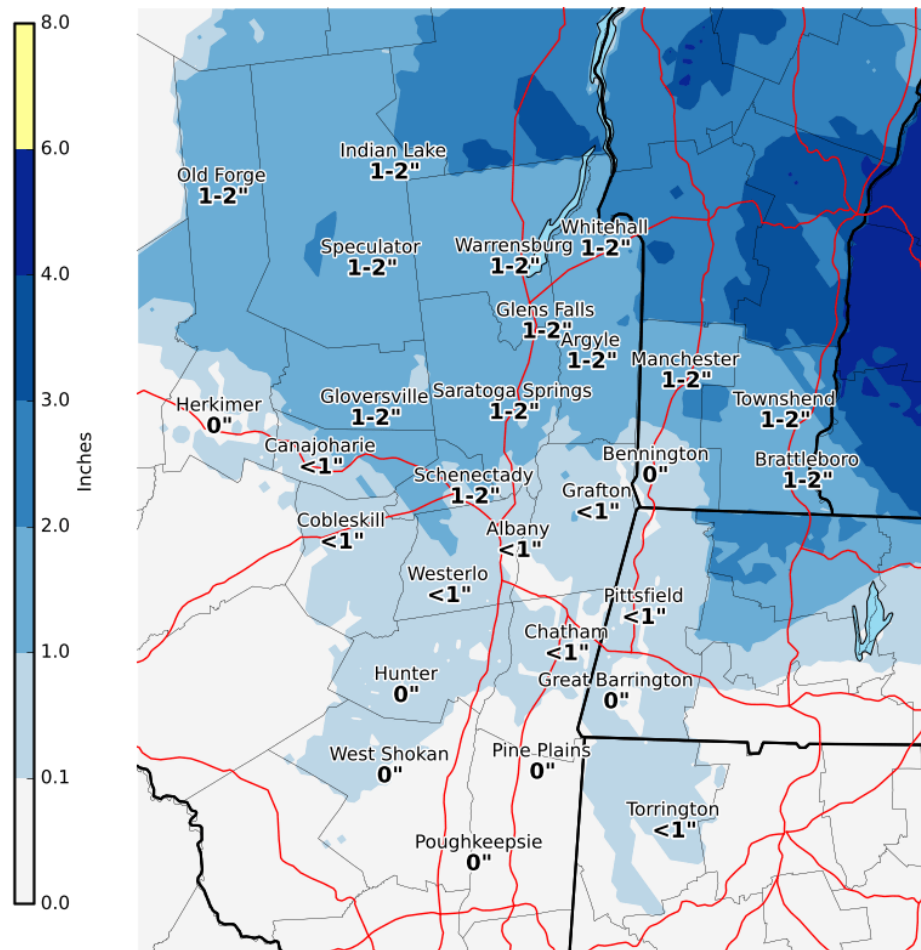 8.0
6.0
4.0
3.0
2.0
1.0
0.1
0.0
Inches
Indian Lake
1-2"
Old Forge
1-2"
Speculator
1-2"
Warrensburg
1-2"
Whitehall
1-2"
Glens Falls
1-2"
Argyle
1-2"
Manchester
1-2"
Gloversville
1-2"
Saratoga Springs
1-2"
Townshend
1-2"
Herkimer
0"
Canajoharie
<1"
Schenectady
1-2"
Bennington
0"
Brattleboro
1-2"
Grafton
<1"
Cobleskill
<1"
Albany
<1"
Westerlo
<1"
Pittsfield
<1"
Chatham
<1"
Hunter
0"
Great Barrington
0"
West Shokan
0"
Pine Plains
0"
Torrington
<1"
Poughkeepsie
0"